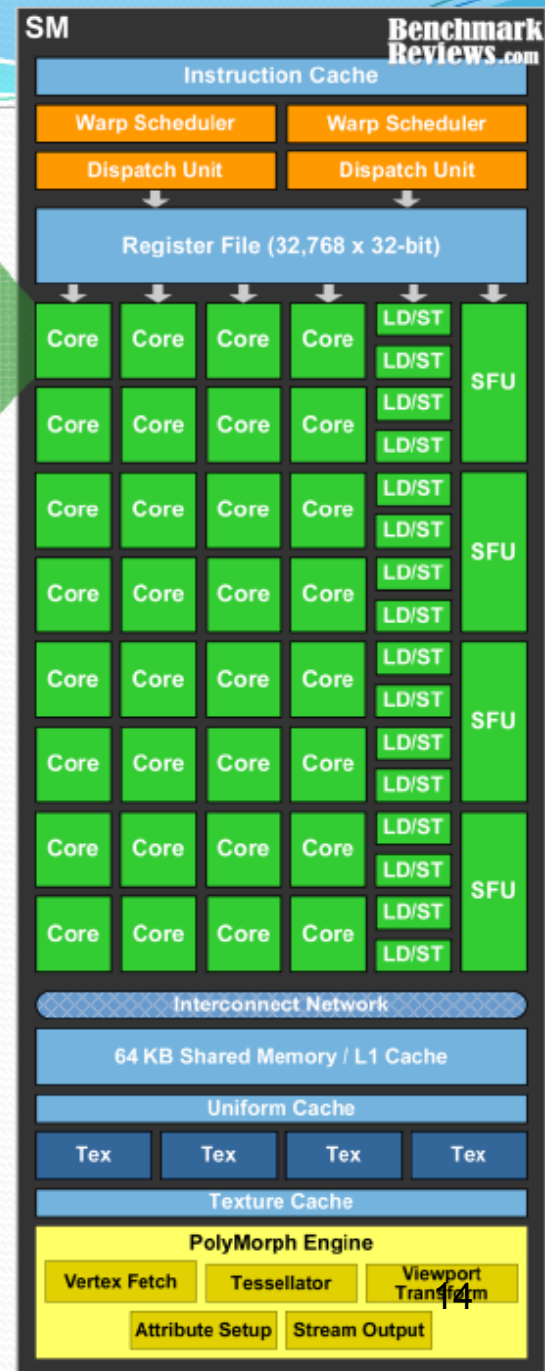 SM
Benchmark
Reviews.com
Instruction Cache
Warp Scheduler Warp Scheduler
Dispatch Unit Dispatch Unit
Register File (32,768 x 32-bit)
Core Core Core Core LD/ST SFU
LD/ST
Core Core Core Core LD/ST
LD/ST
Core Core Core Core LD/ST SFU
LD/ST
Core Core Core Core LD/ST
LD/ST
Core Core Core Core LD/ST SFU
LD/ST
Core Core Core Core LD/ST
LD/ST
Core Core Core Core LD/ST SFU
LD/ST
Core Core Core Core LD/ST
LD/ST
Interconnect Network
64 KB Shared Memory / L1 Cache
Uniform Cache
Tex Tex Tex Tex
Texture Cache
PolyMorph Engine
Vertex Fetch Tessellator Viewport
Transform
14
Attribute Setup Stream Output